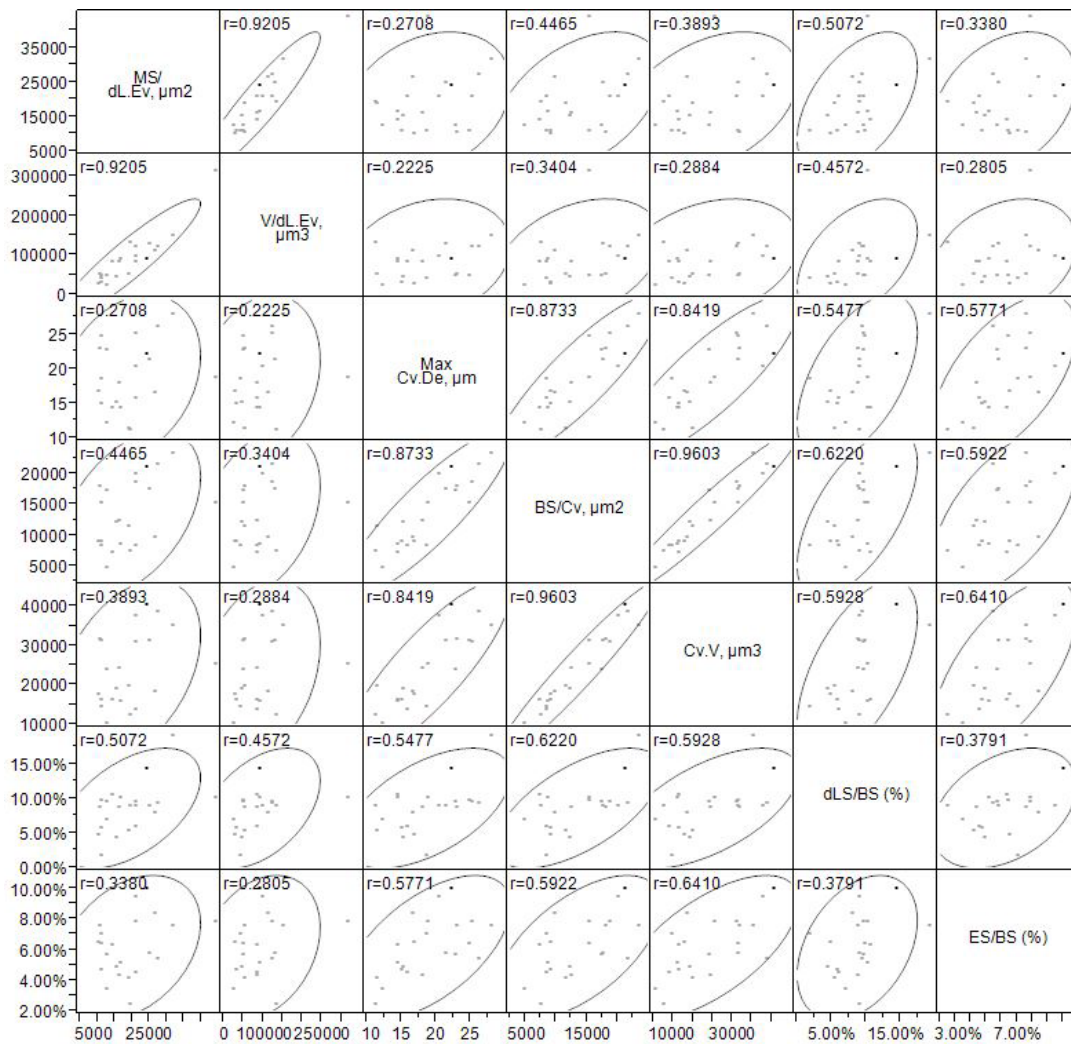 r=0.9205 r=0.2708 r=0.4465 r=0.3893 r=0.5072 r=0.3380
35000
25000
15000
5000
MS/
dL.Ev, µm2
r=0.9205 r=0.2225 r=0.3404 r=0.2884 r=0.4572 r=0.2805
300000
200000
100000
0
V/dL.Ev,
µm3
r=0.2708 r=0.2225 r=0.8733 r=0.8419 r=0.5477 r=0.5771
25
20
15
10
Max
Cv.De, µm
r=0.4465 r=0.3404 r=0.8733 r=0.9603 r=0.6220 r=0.5922
20000
15000
10000
5000
BS/Cv, µm2
r=0.3893 r=0.2884 r=0.8419 r=0.9603 r=0.5928 r=0.6410
40000
30000
20000
10000
Cv.V, µm3
r=0.5072 r=0.4572 r=0.5477 r=0.6220 r=0.5928 r=0.3791
15.00%
10.00%
5.00%
0.00%
dLS/BS (%)
r=0.3380 r=0.2805 r=0.5771 r=0.5922 r=0.6410 r=0.3791
10.00%
8.00%
6.00%
4.00%
2.00%
ES/BS (%)
5000 25000 0 100000 250000 10 15 20 25 5000 15000 10000 30000 5.00% 15.00% 3.00% 7.00%